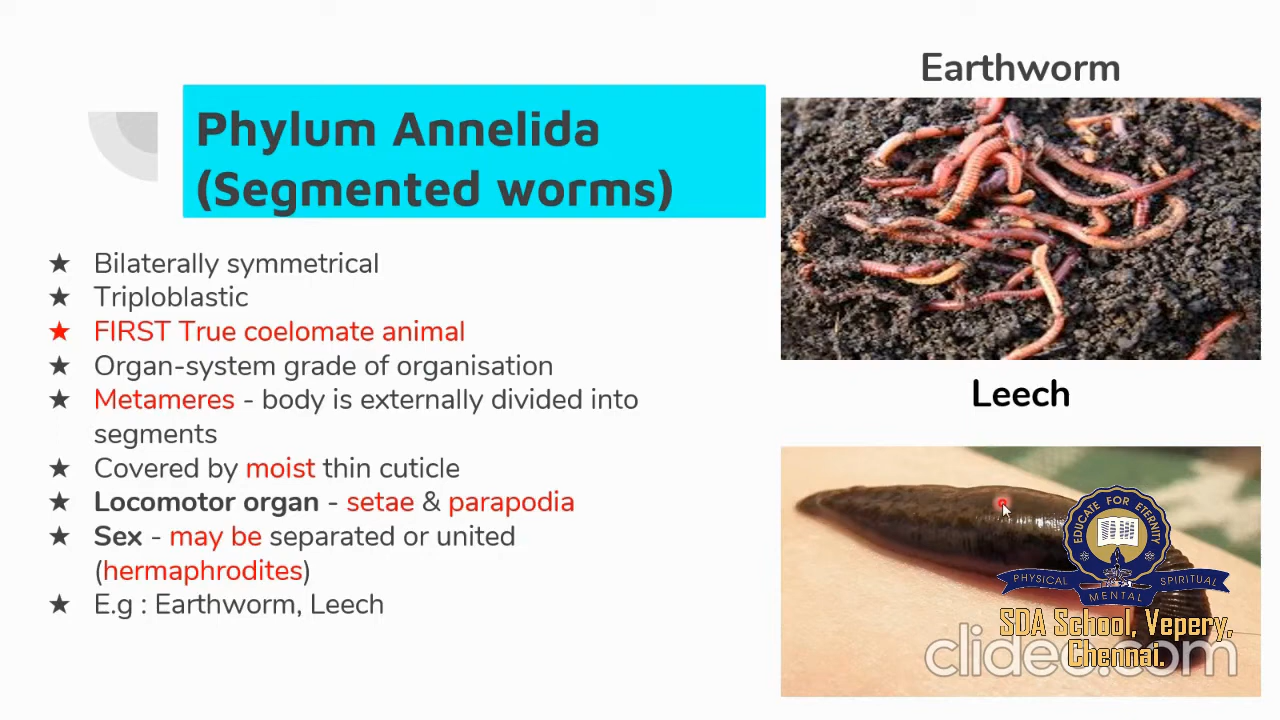 Phylum Annelida
(Segmented worms)
★ Bilaterally symmetrical
★ Triploblastic
★ FIRST True coelomate animal
★ Organ-system grade of organisation
★ Metameres - body is externally divided into
segments
★ Covered by moist thin cuticle
★ Locomotor organ - setae & parapodia
★ Sex - may be separated or united
(hermaphrodites)
★ E.g : Earthworm, Leech
Earthworm
Leech
EDUCATE FOR ETERNITY
PHYSICAL MENTAL SPIRITUAL
SDA School, Vepery,
Chennai.
clideo.com